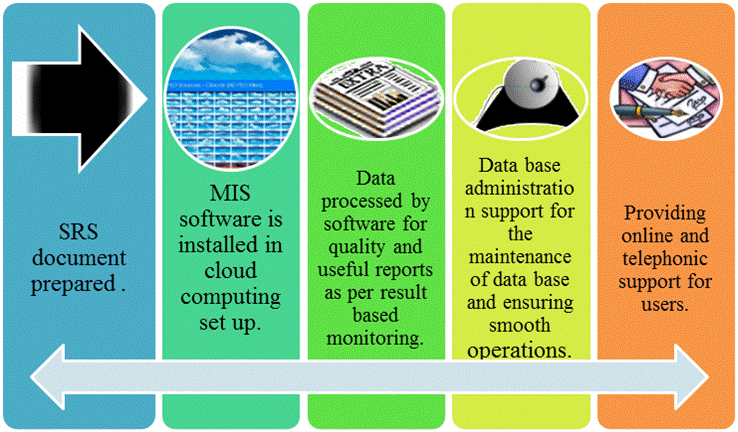 SRS
document
prepared .
MIS
software is
installed in
cloud
computing
set up.
EXTRA
Data
processed by
software for
quality and
useful reports
as per result
based
monitoring.
Data base
administratio
n support for
the
maintenance
of data base
and ensuring
smooth
operations.
Providing
online and
telephonic
support for
users.